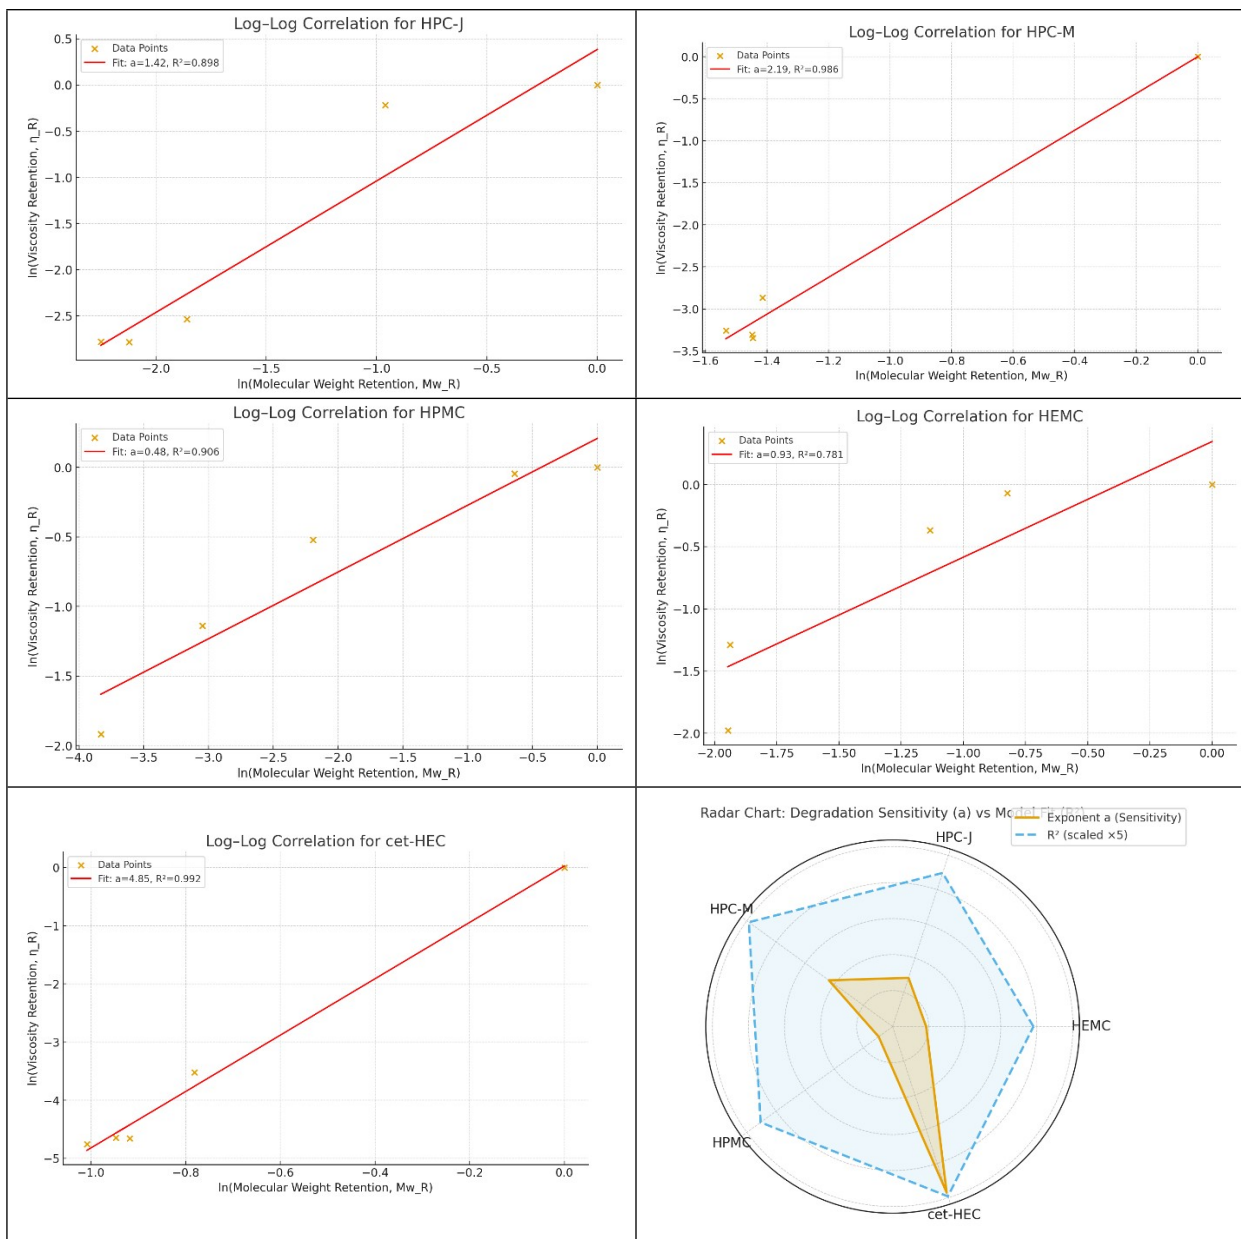 Log–Log Correlation for HPC-J
Data Points
Fit: a=1.42, R²=0.898
0.5
0.0
−0.5
−1.0
−1.5
−2.0
−2.5
ln(Viscosity Retention, η_R)
−2.0 −1.5 −1.0 −0.5 0.0
ln(Molecular Weight Retention, Mw_R)
Log–Log Correlation for HPC-M
Data Points
Fit: a=2.19, R²=0.986
0.0
−0.5
−1.0
−1.5
−2.0
−2.5
−3.0
−3.5
ln(Viscosity Retention, η_R)
−1.6 −1.4 −1.2 −1.0 −0.8 −0.6 −0.4 −0.2 0.0
ln(Molecular Weight Retention, Mw_R)
Log–Log Correlation for HPMC
Data Points
Fit: a=0.48, R²=0.906
0.0
−0.5
−1.0
−1.5
−2.0
ln(Viscosity Retention, η_R)
−4.0 −3.5 −3.0 −2.5 −2.0 −1.5 −1.0 −0.5 0.0
ln(Molecular Weight Retention, Mw_R)
Log–Log Correlation for HEMC
Data Points
Fit: a=0.93, R²=0.781
0.0
−0.5
−1.0
−1.5
−2.0
ln(Viscosity Retention, η_R)
−2.00 −1.75 −1.50 −1.25 −1.00 −0.75 −0.50 −0.25 0.00
ln(Molecular Weight Retention, Mw_R)
Log–Log Correlation for cet-HEC
Data Points
Fit: a=4.85, R²=0.992
0
−1
−2
−3
−4
−5
ln(Viscosity Retention, η_R)
−1.0 −0.8 −0.6 −0.4 −0.2 0.0
ln(Molecular Weight Retention, Mw_R)
Radar Chart: Degradation Sensitivity (a) vs Model Fit (R²)
Exponent a (Sensitivity)
R² (scaled ×5)
HPC-J
HPC-M
HEMC
HPMC
cet-HEC